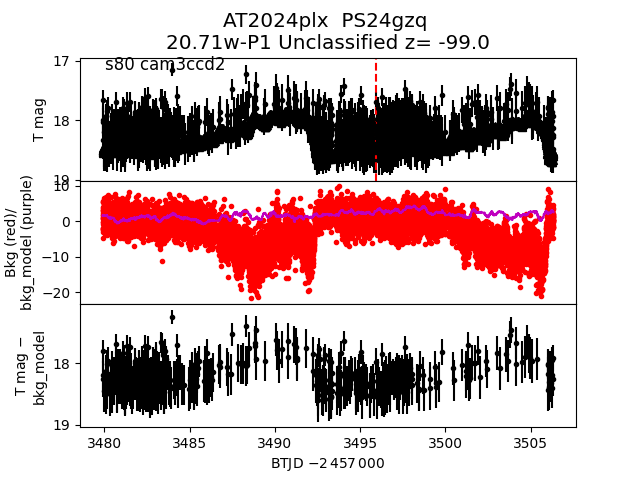 AT2024plx  PS24gzq
20.71w-P1 Unclassified z= -99.0
s80 cam3ccd2
17
18
19
T mag
10
0
−10
−20
Bkg (red)/
bkg_model (purple)
18
19
T mag −
bkg_model
3480 3485 3490 3495 3500 3505
BTJD −2 457 000